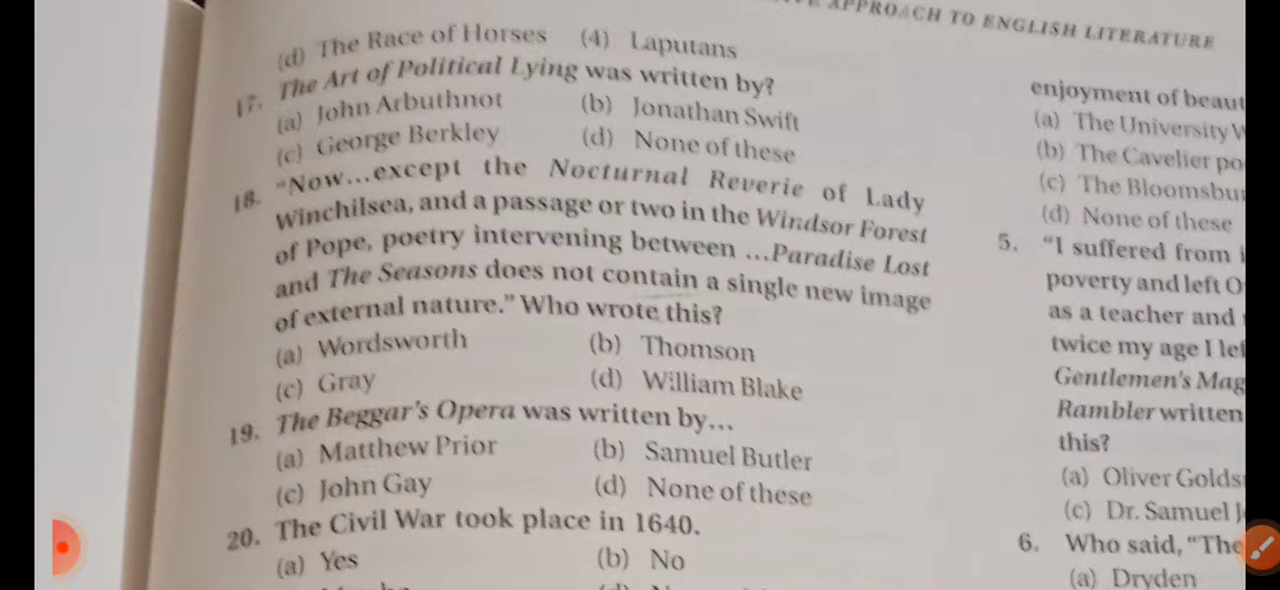 APPROACH TO ENGLISH LITERATURE
(d) The Race of Horses (4) Laputans
17. The Art of Political Lying was written by?
(a) John Arbuthnot (b) Jonathan Swift
(c) George Berkley (d) None of these
18. "Now...except the Nocturnal Reverie of Lady
Winchilsea, and a passage or two in the Windsor Forest
of Pope, poetry intervening between ...Paradise Lost
and The Seasons does not contain a single new image
of external nature." Who wrote this?
(a) Wordsworth (b) Thomson
(c) Gray (d) William Blake
19. The Beggar's Opera was written by...
(a) Matthew Prior (b) Samuel Butler
(c) John Gay (d) None of these
20. The Civil War took place in 1640.
(a) Yes (b) No
enjoyment of beaut
(a) The University W
(b) The Cavelier po
(c) The Bloomsbu
(d) None of these
5. "I suffered from
poverty and left O
as a teacher and
twice my age I le
Gentlemen's Mag
Rambler written
this?
(a) Oliver Golds
(c) Dr. Samuel J
6. Who said, "The
(a) Dryden